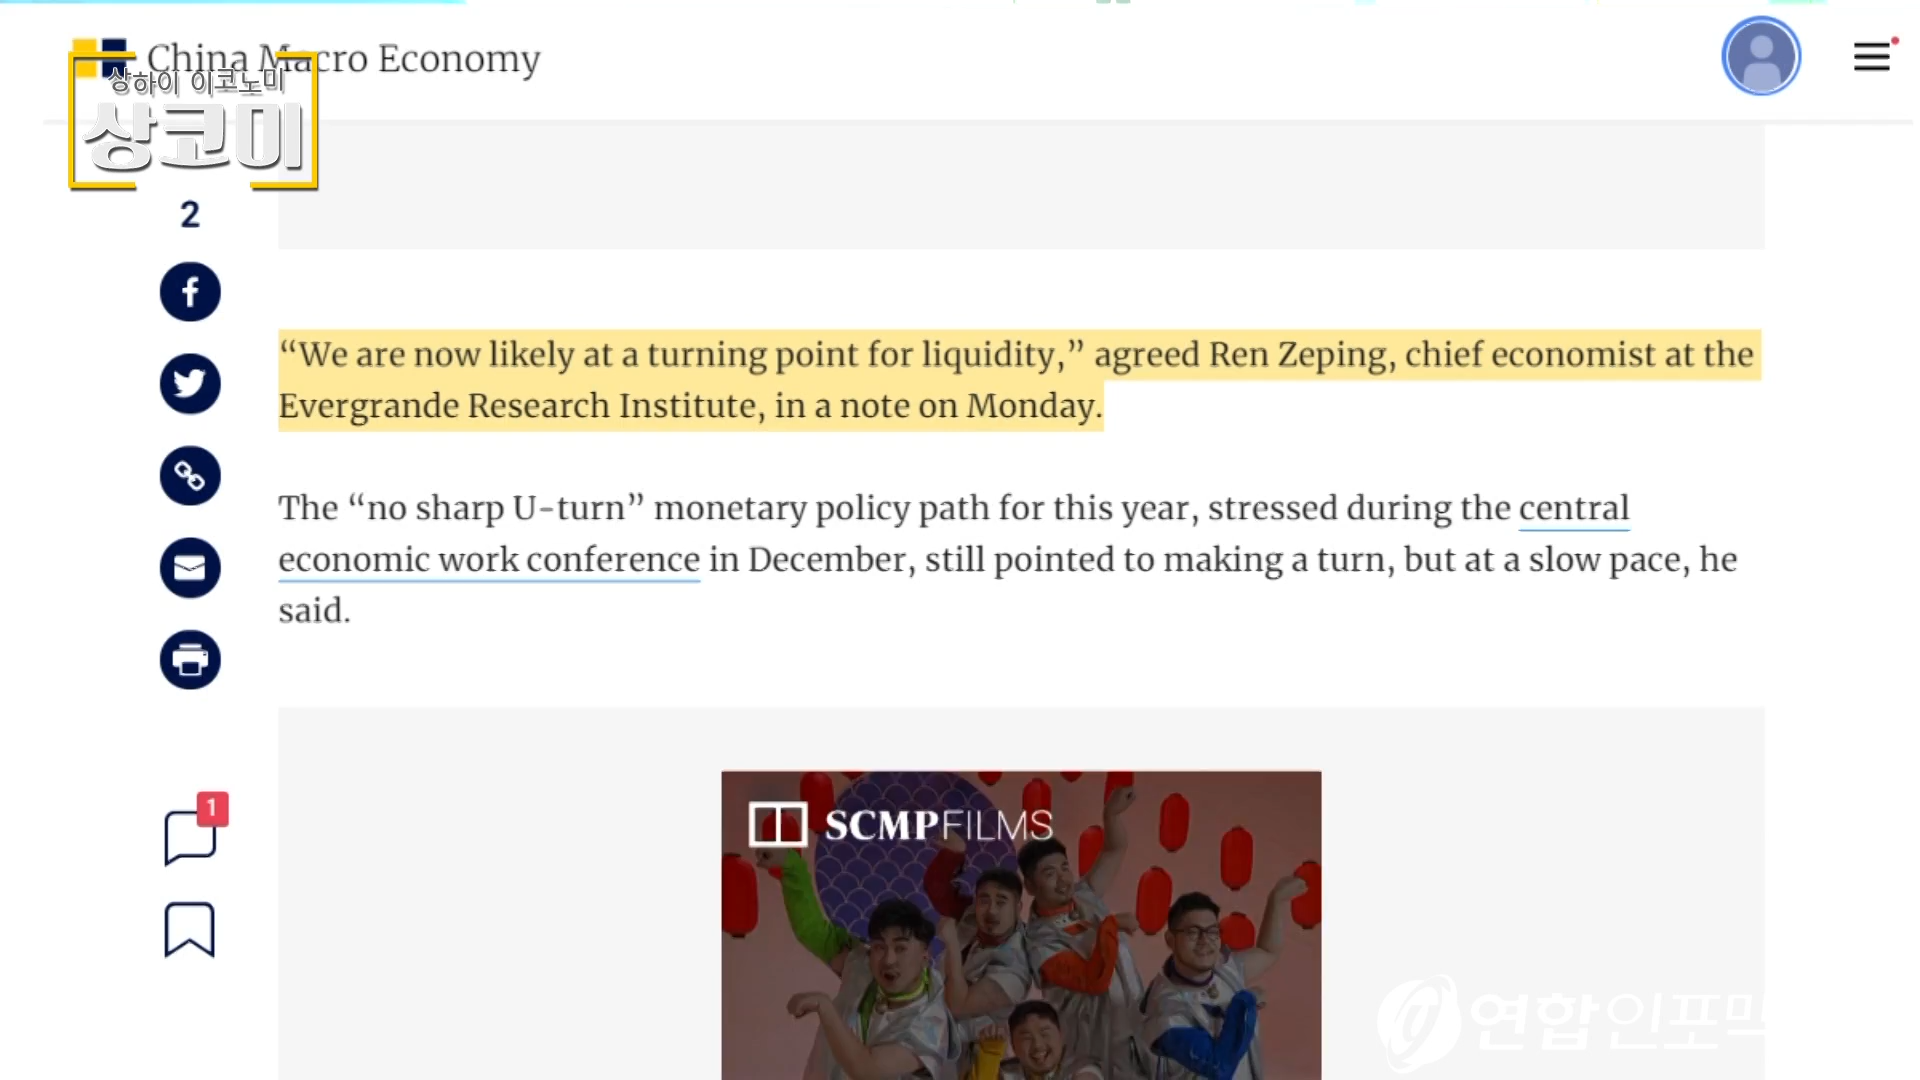 China Macro Economy
상하이 이코노미
상코미
2
“We are now likely at a turning point for liquidity,” agreed Ren Zeping, chief economist at the
Evergrande Research Institute, in a note on Monday.
The “no sharp U-turn” monetary policy path for this year, stressed during the central
economic work conference in December, still pointed to making a turn, but at a slow pace, he
said.
1
SCMPFILMS
연합인포맥